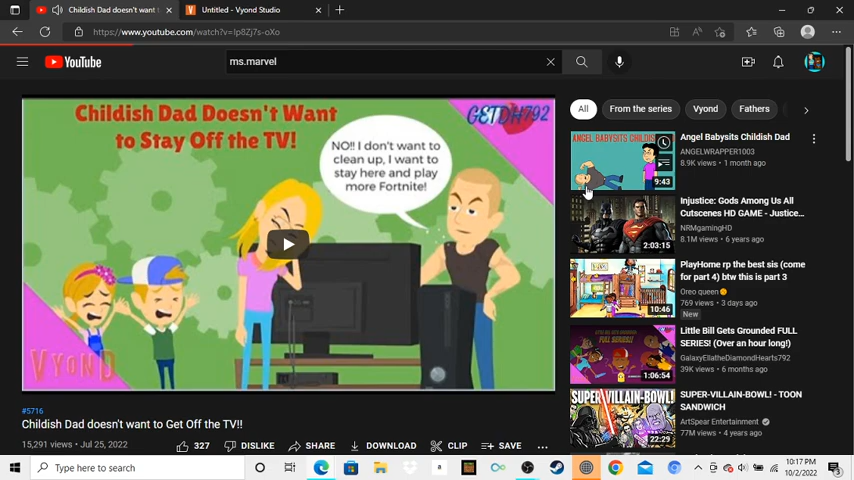 Childish Dad doesn't want t
Untitled - Vyond Studio
https://www.youtube.com/watch?v=Ip8Zj7s-oXo
YouTube
ms.marvel
Childish Dad Doesn't Want
to Stay Off the TV!
GETDH792
NO!! I don't want to
clean up, I want to
stay here and play
more Fortnite!
VYOND
#5716
Childish Dad doesn't want to Get Off the TV!!
15,291 views • Jul 25, 2022
327
DISLIKE
SHARE
DOWNLOAD
CLIP
SAVE
All
From the series
Vyond
Fathers
ANGEL BABYSITS CHILDISH
9:43
Angel Babysits Childish Dad
ANGELWRAPPER1003
8.9K views • 1 month ago
2:03:15
Injustice: Gods Among Us All
Cutscenes HD GAME - Justice...
NRMgamingHD
8.1M views • 6 years ago
10:46
PlayHome rp the best sis (come
for part 4) btw this is part 3
Oreo queen
769 views • 3 days ago
New
FULL SERIES!
1:06:54
Little Bill Gets Grounded FULL
SERIES! (Over an hour long!)
GalaxyEllatheDiamondHearts792
39K views • 6 months ago
SUPER-VILLAIN-BOWL!
22:29
SUPER-VILLAIN-BOWL! - TOON
SANDWICH
ArtSpear Entertainment
77M views • 4 years ago
Type here to search
10:17 PM
10/2/2022
3